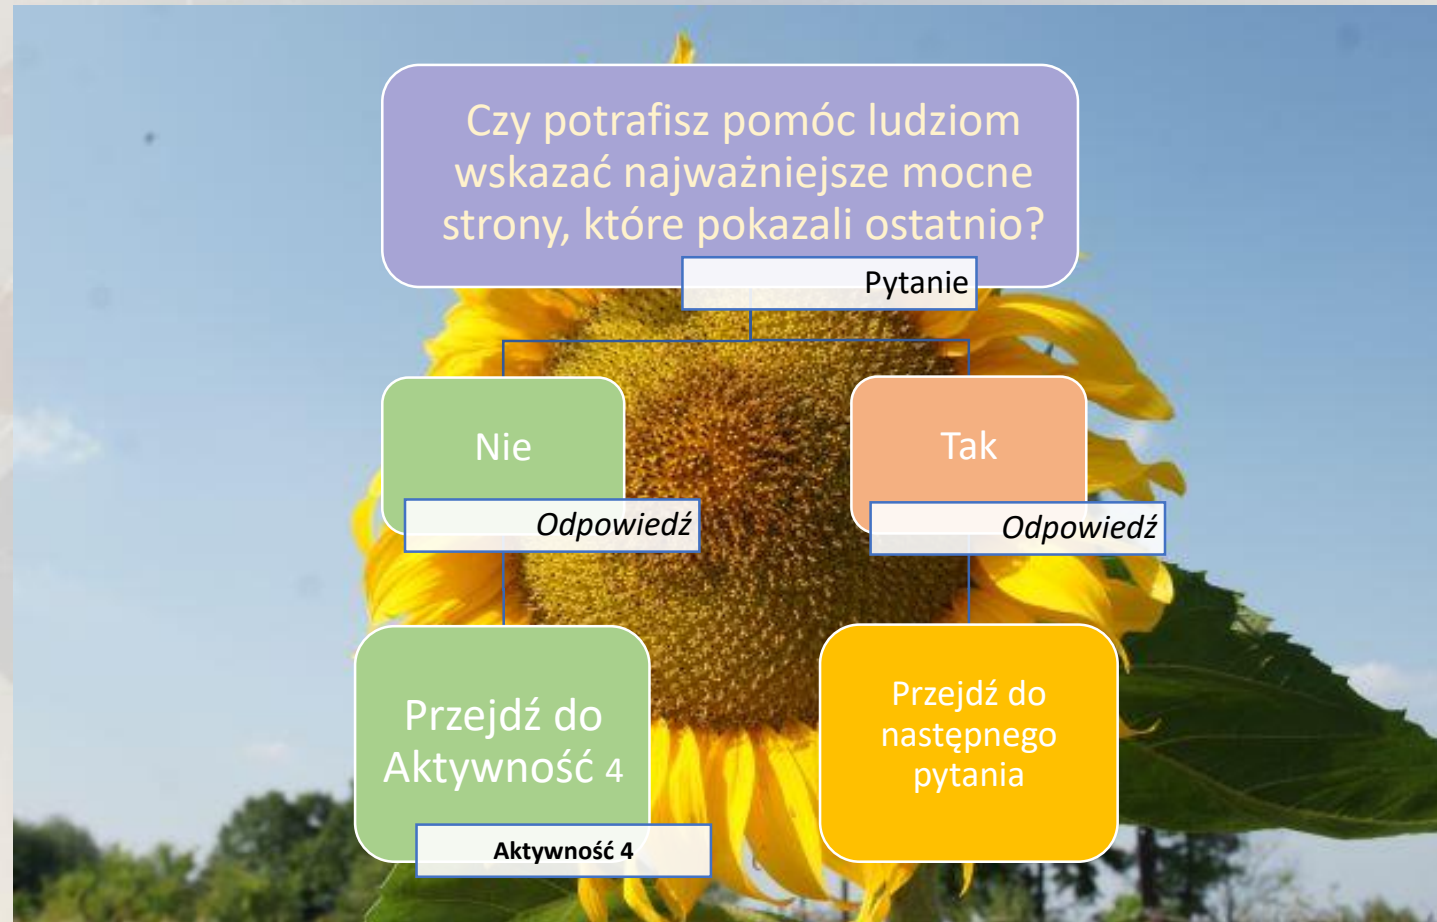 Czy potrafisz pomóc ludziom
wskazać najważniejsze mocne
strony, które pokazali ostatnio?
Pytanie
Nie
Odpowiedź
Tak
Odpowiedź
Przejdź do
Aktywność 4
Aktywność 4
Przejdź do
następnego
pytania